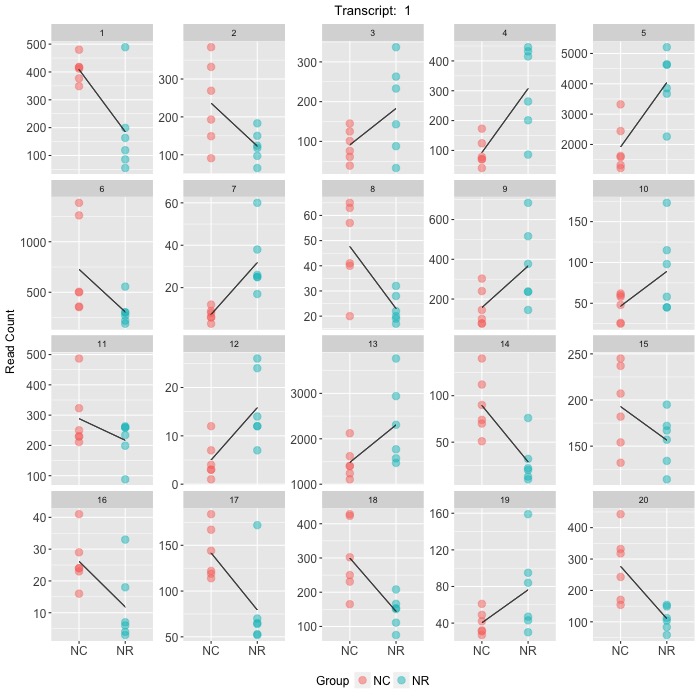 Transcript: 1
1 2 3 4 5
500 400 300 200 100
300 200 100
300 200 100
400 300 200 100
5000 4000 3000 2000
6 7 8 9 10
1000 500
60 40 20
60 50 40 30 20
600 400 200
150 100 50
Read Count
11 12 13 14 15
500 400 300 200 100
20 10 0
3000 2000 1000
100 50
250 200 150
16 17 18 19 20
40 30 20 10
150 100 50
400 300 200 100
160 120 80 40
400 300 200 100
NC NR NC NR NC NR NC NR NC NR
Group NC NR